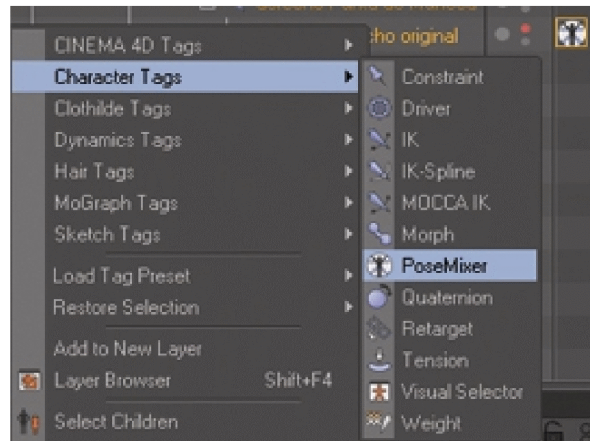 cho original
CINEMA 4D Tags
Character Tags
Clothilde Tags
Dynamics Tags
Hair Tags
MoGraph Tags
Sketch Tags
Load Tag Preset
Restore Selection
Add to New Layer
Layer Browser Shift+F4
Select Children
Constraint
Driver
IK
IK-Spline
MOCCA IK
Morph
PoseMixer
Quaternion
Retarget
Tension
Visual Selector
Weight